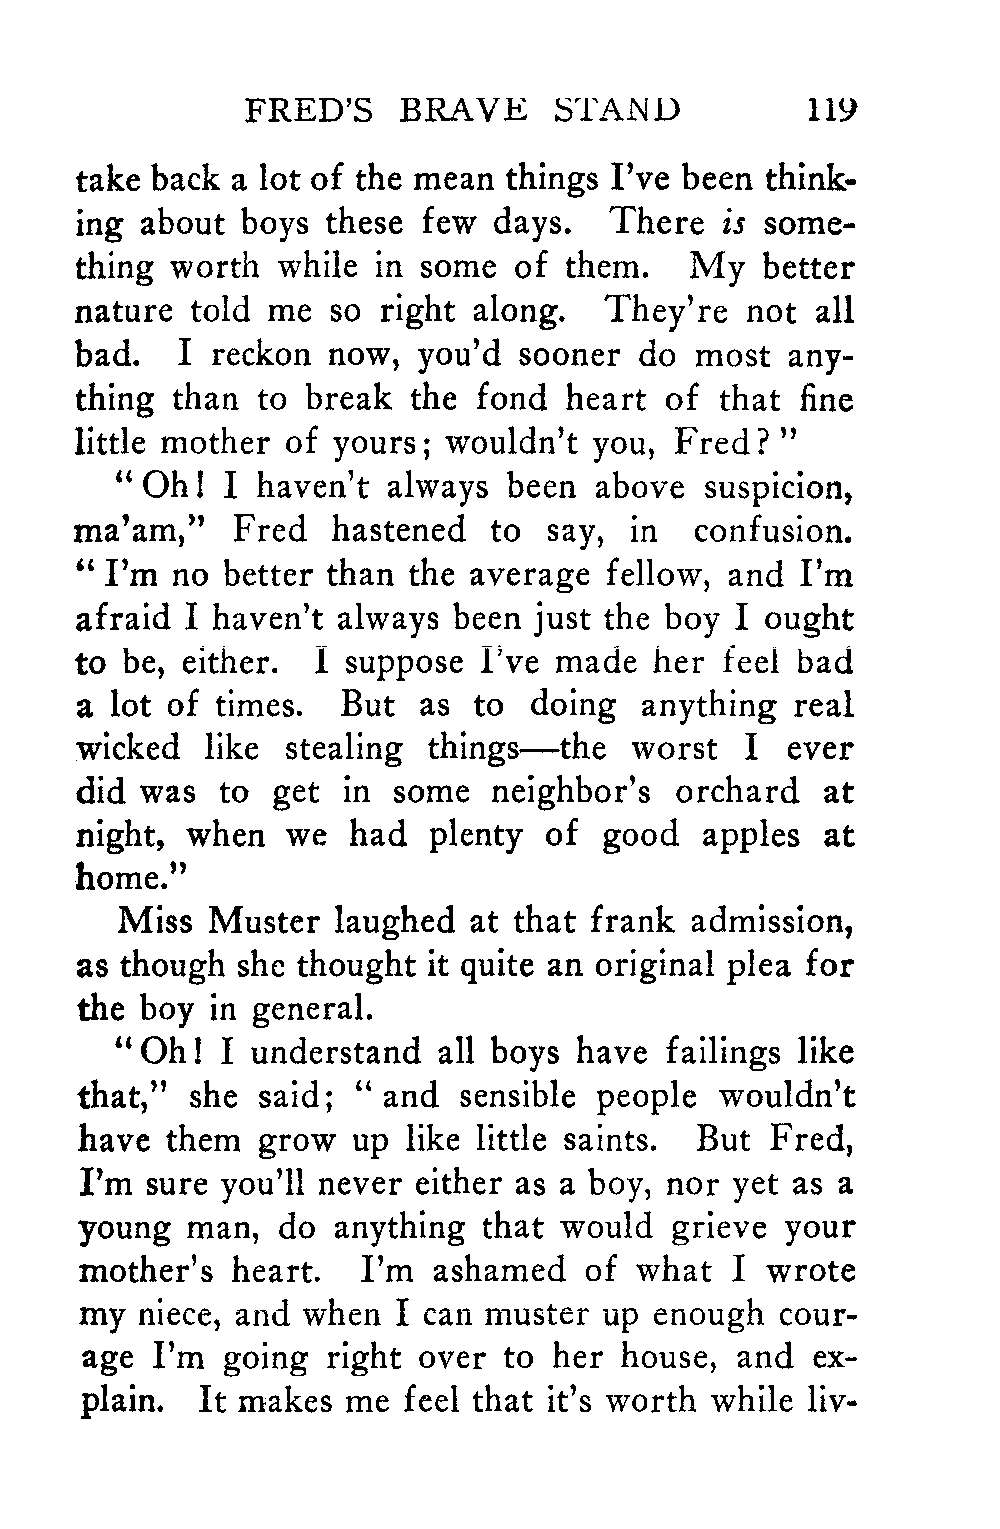 FRED'S BRAVE STAND 119
take back a lot of the mean things I've been think-
ing about boys these few days. There is some-
thing worth while in some of them. My better
nature told me so right along. They're not all
bad. I reckon now, you'd sooner do most any-
thing than to break the fond heart of that fine
little mother of yours; wouldn't you, Fred?"
"Oh! I haven't always been above suspicion,
ma'am," Fred hastened to say, in confusion.
"I'm no better than the average fellow, and I'm
afraid I haven't always been just the boy I ought
to be, either. I suppose I've made her feel bad
a lot of times. But as to doing anything real
wicked like stealing things—the worst I ever
did was to get in some neighbor's orchard at
night, when we had plenty of good apples at
home."
Miss Muster laughed at that frank admission,
as though she thought it quite an original plea for
the boy in general.
"Oh! I understand all boys have failings like
that," she said; "and sensible people wouldn't
have them grow up like little saints. But Fred,
I'm sure you'll never either as a boy, nor yet as a
young man, do anything that would grieve your
mother's heart. I'm ashamed of what I wrote
my niece, and when I can muster up enough cour-
age I'm going right over to her house, and ex-
plain. It makes me feel that it's worth while liv-